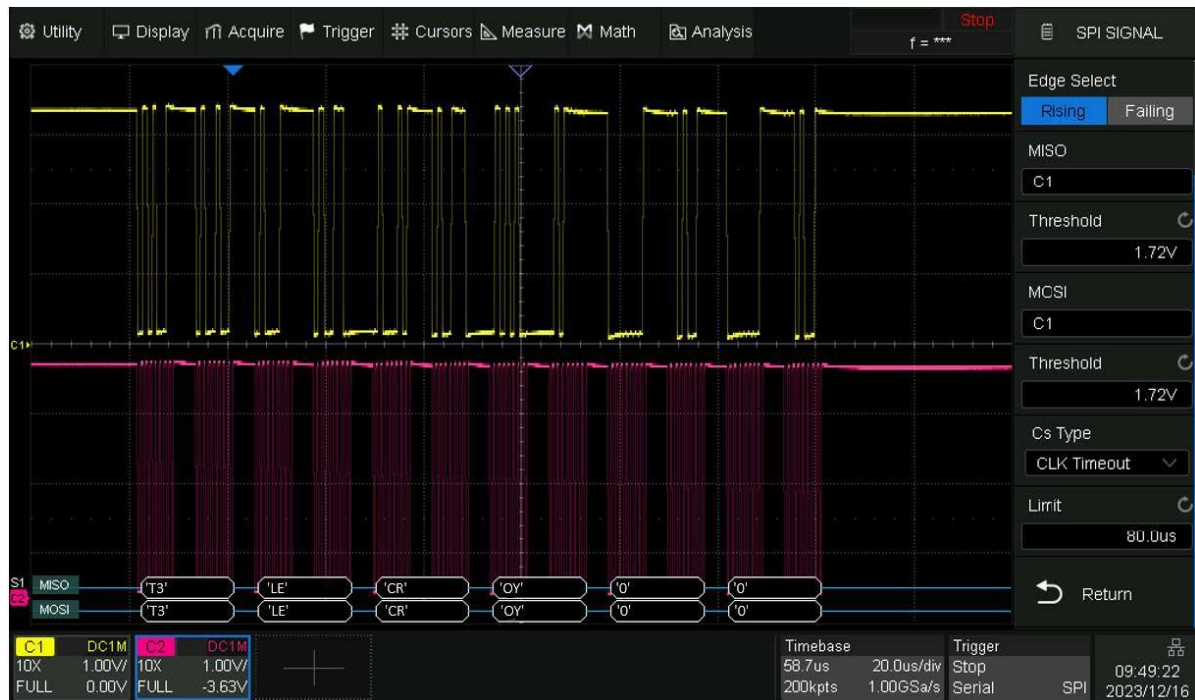 Utility Display Acquire Trigger Cursors Measure Math Analysis
Stop
f = ***
SPI SIGNAL
Edge Select
Rising Failing
MISO
C1
Threshold
1.72V
MOSI
C1
Threshold
1.72V
Cs Type
CLK Timeout
Limit
80.0us
Return
C1
S1 MISO 'T3' 'LE' 'CR' 'OY' '0' '0'
C2 MOSI 'T3' 'LE' 'CR' 'OY' '0' '0'
C1 DC1M C2 DC1M
10X 1.00V/ 10X 1.00V/
FULL 0.00V FULL -3.63V
Timebase
58.7us 20.0us/div
200kpts 1.00GSa/s
Trigger
Stop
Serial SPI
09:49:22
2023/12/16